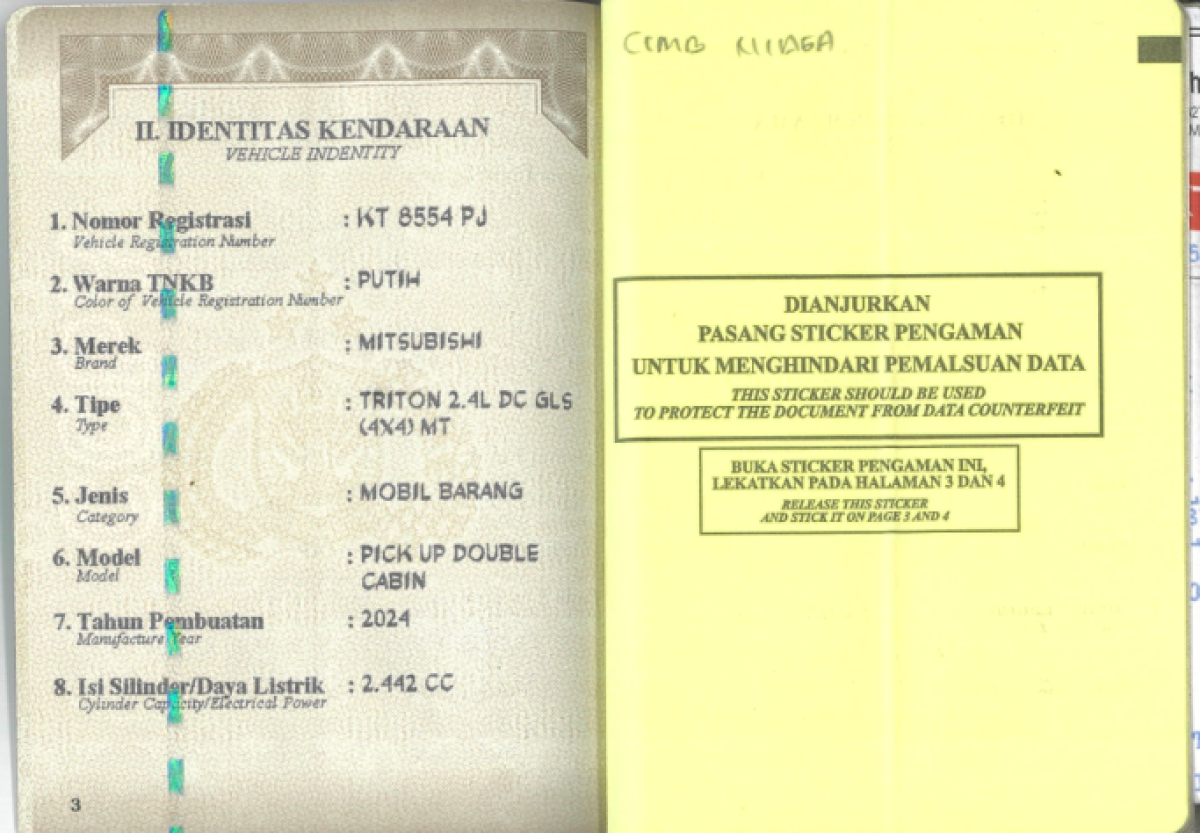 II. IDENTITAS KENDARAAN
VEHICLE INDENTITY
1. Nomor Registrasi : KT 8554 PJ
Vehicle Registration Number
2. Warna TNKB : PUTIH
Color of Vehicle Registration Number
3. Merek : MITSUBISHI
Brand
4. Tipe : TRITON 2.4L DC GLS
Type (4X4) MT
5. Jenis : MOBIL BARANG
Category
6. Model : PICK UP DOUBLE
Model CABIN
7. Tahun Pembuatan : 2024
Manufacture Year
8. Isi Silinder/Daya Listrik : 2.442 CC
Cylinder Capacity/Electrical Power
3
CIMB NIAGA
DIANJURKAN
PASANG STICKER PENGAMAN
UNTUK MENGHINDARI PEMALSUAN DATA
THIS STICKER SHOULD BE USED
TO PROTECT THE DOCUMENT FROM DATA COUNTERFEIT
BUKA STICKER PENGAMAN INI,
LEKATKAN PADA HALAMAN 3 DAN 4
RELEASE THIS STICKER
AND STICK IT ON PAGE 3 AND 4